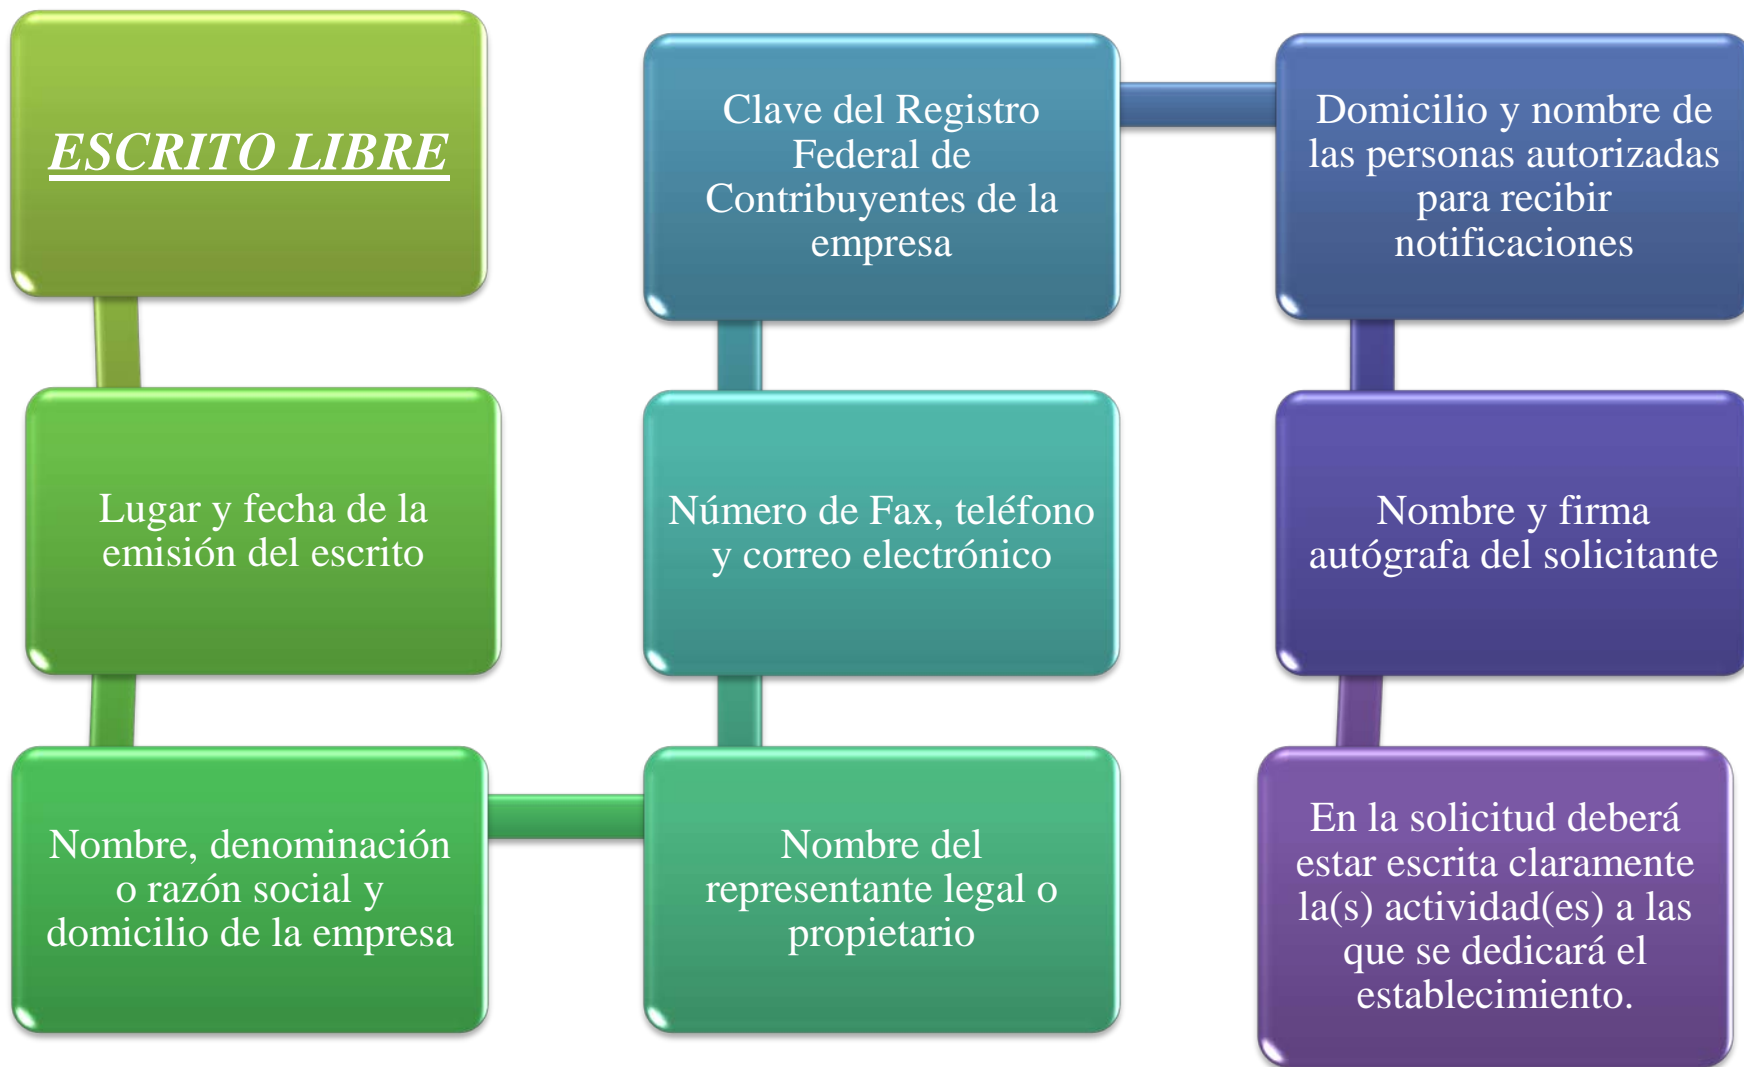 ESCRITO LIBRE
Lugar y fecha de la
emisión del escrito
Nombre, denominación
o razón social y
domicilio de la empresa
Nombre del
representante legal o
propietario
Número de Fax, teléfono
y correo electrónico
Clave del Registro
Federal de
Contribuyentes de la
empresa
Domicilio y nombre de
las personas autorizadas
para recibir
notificaciones
Nombre y firma
autógrafa del solicitante
En la solicitud deberá
estar escrita claramente
la(s) actividad(es) a las
que se dedicará el
establecimiento.